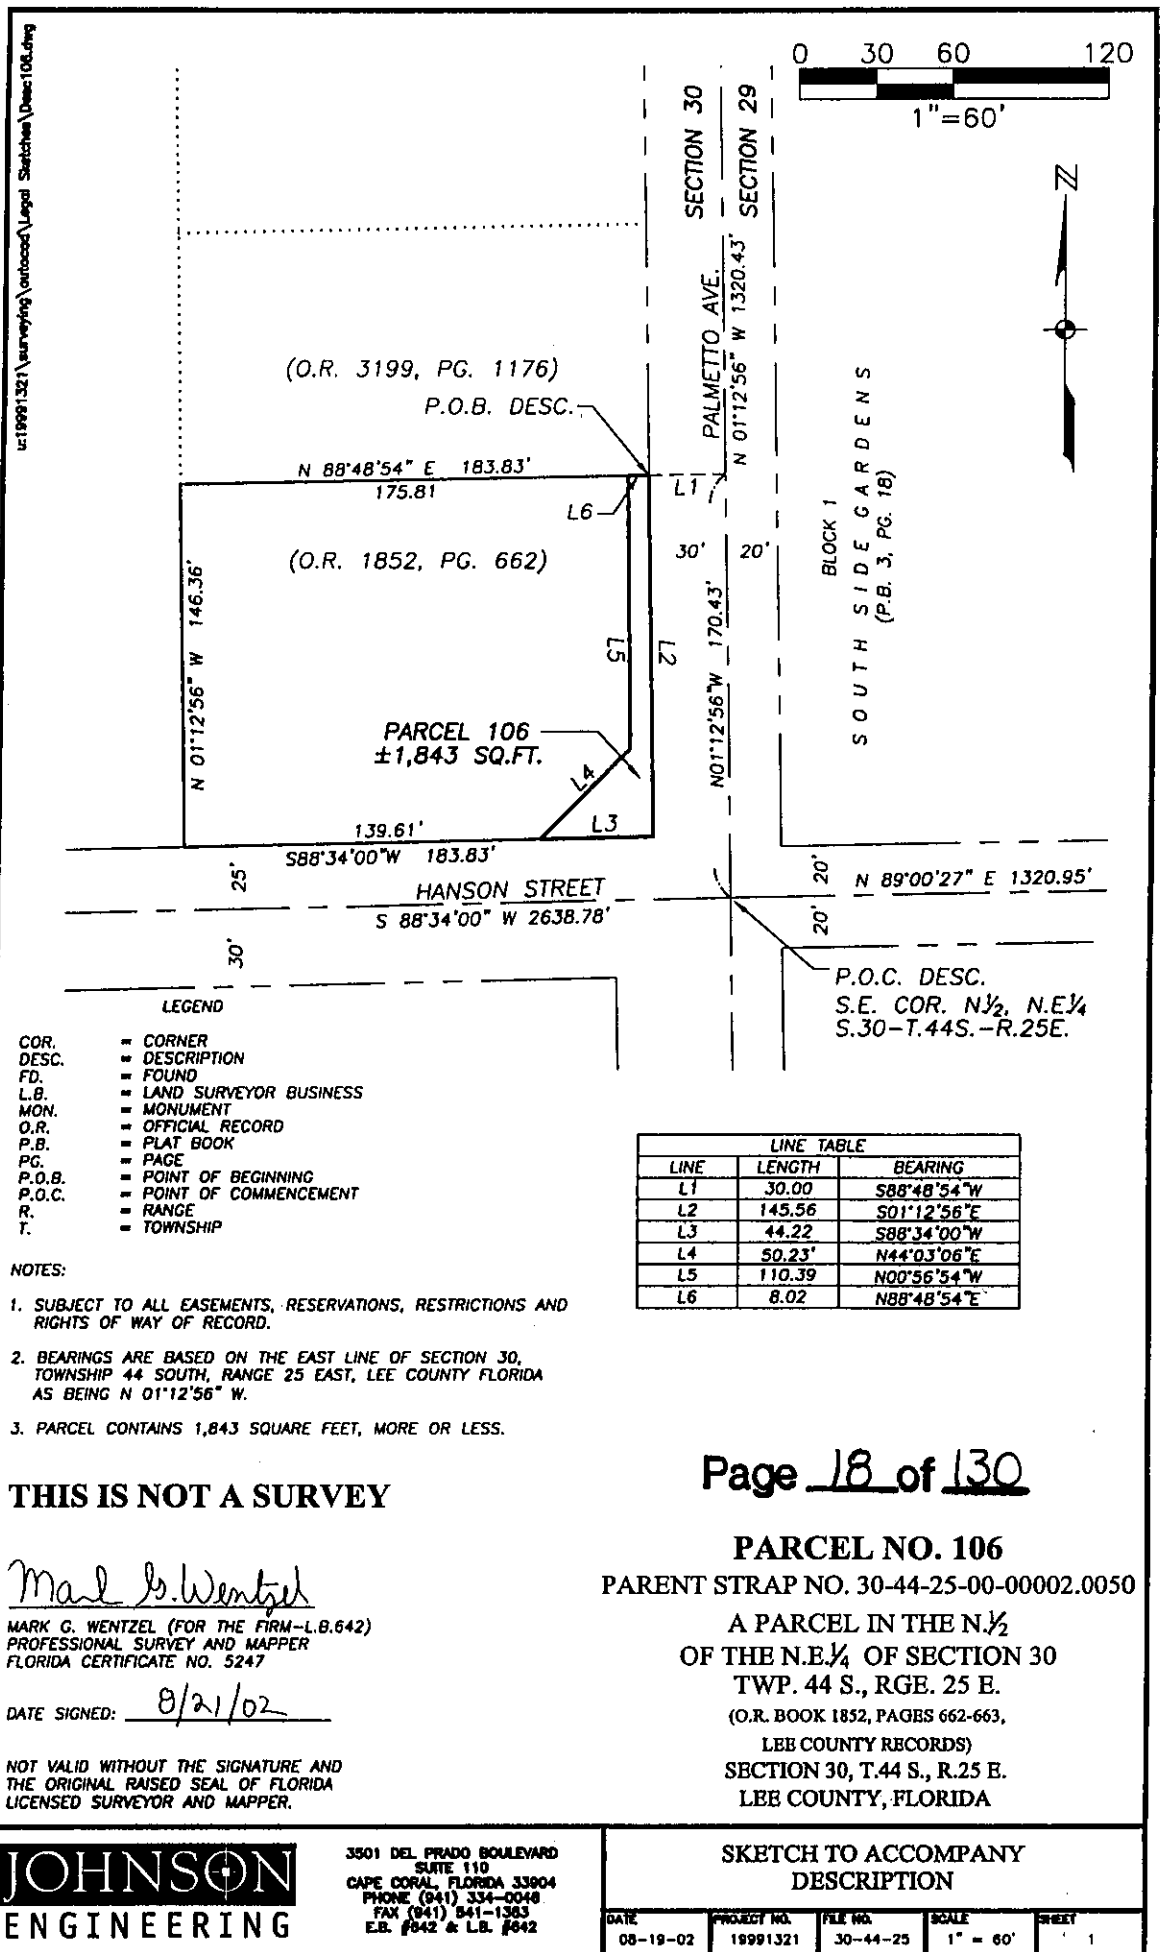 u:19991321\surveying\autocad\Legal Sketches\Desc106.dwg
0 30 60 120
1"=60'
SECTION 30
SECTION 29
N
PALMETTO AVE.
N 01°12'56" W 1320.43'
(O.R. 3199, PG. 1176)
P.O.B. DESC.
N 88°48'54" E 183.83'
175.81
L1
L6
(O.R. 1852, PG. 662)
30' 20'
BLOCK 1
SOUTH SIDE GARDENS
(P.B. 3, PG. 18)
N 01°12'56" W 146.36'
L5
L2
N01°12'56"W 170.43'
PARCEL 106
±1,843 SQ.FT.
L4
L3
139.61'
S88°34'00"W 183.83'
25'
HANSON STREET
S 88°34'00" W 2638.78'
30'
20'
N 89°00'27" E 1320.95'
20'
P.O.C. DESC.
S.E. COR. N.½, N.E.¼
S.30-T.44S.-R.25E.
LEGEND
COR. = CORNER
DESC. = DESCRIPTION
FD. = FOUND
L.B. = LAND SURVEYOR BUSINESS
MON. = MONUMENT
O.R. = OFFICIAL RECORD
P.B. = PLAT BOOK
PG. = PAGE
P.O.B. = POINT OF BEGINNING
P.O.C. = POINT OF COMMENCEMENT
R. = RANGE
T. = TOWNSHIP
LINE TABLE
LINE LENGTH BEARING
L1 30.00 S88°48'54"W
L2 145.56 S01°12'56"E
L3 44.22 S88°34'00"W
L4 50.23' N44°03'06"E
L5 110.39 N00°56'54"W
L6 8.02 N88°48'54"E
NOTES:
1. SUBJECT TO ALL EASEMENTS, RESERVATIONS, RESTRICTIONS AND
RIGHTS OF WAY OF RECORD.
2. BEARINGS ARE BASED ON THE EAST LINE OF SECTION 30,
TOWNSHIP 44 SOUTH, RANGE 25 EAST, LEE COUNTY FLORIDA
AS BEING N 01°12'56" W.
3. PARCEL CONTAINS 1,843 SQUARE FEET, MORE OR LESS.
THIS IS NOT A SURVEY
Page 18 of 130
Mark G. Wentzel
MARK G. WENTZEL (FOR THE FIRM-L.B.642)
PROFESSIONAL SURVEY AND MAPPER
FLORIDA CERTIFICATE NO. 5247
DATE SIGNED: 8/21/02
NOT VALID WITHOUT THE SIGNATURE AND
THE ORIGINAL RAISED SEAL OF FLORIDA
LICENSED SURVEYOR AND MAPPER.
PARCEL NO. 106
PARENT STRAP NO. 30-44-25-00-00002.0050
A PARCEL IN THE N.½
OF THE N.E.¼ OF SECTION 30
TWP. 44 S., RGE. 25 E.
(O.R. BOOK 1852, PAGES 662-663,
LEE COUNTY RECORDS)
SECTION 30, T.44 S., R.25 E.
LEE COUNTY, FLORIDA
JOHNSON
ENGINEERING
3501 DEL PRADO BOULEVARD
SUITE 110
CAPE CORAL, FLORIDA 33904
PHONE (941) 334-0046
FAX (941) 541-1383
E.B. #642 & L.B. #642
SKETCH TO ACCOMPANY
DESCRIPTION
DATE PROJECT NO. FILE NO. SCALE SHEET
08-19-02 19991321 30-44-25 1" = 60' 1